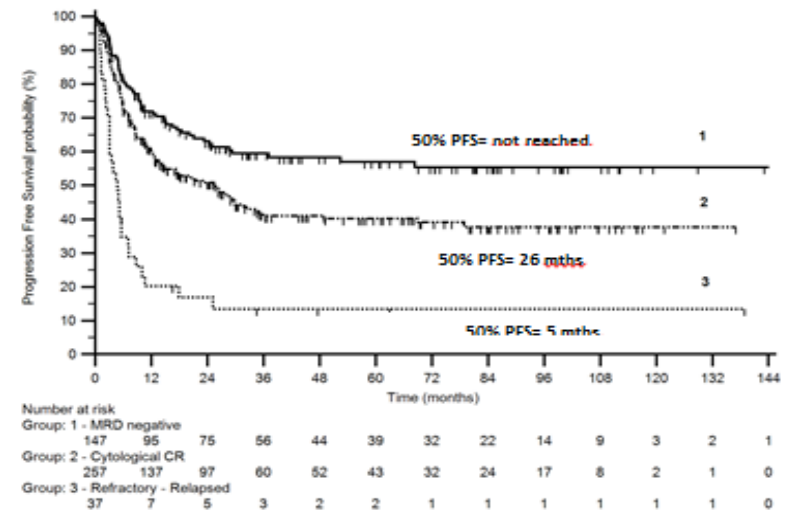 Progression Free Survival probability (%)
100
90
80
70
60
50
40
30
20
10
0
50% PFS= not reached.
1
2
50% PFS= 26 mths
3
50% PFS= 5 mths
0 12 24 36 48 60 72 84 96 108 120 132 144
Time (months)
Number at risk
Group: 1 - MRD negative
147 95 75 56 44 39 32 22 14 9 3 2 1
Group: 2 - Cytological CR
257 137 97 60 52 43 32 24 17 8 2 1 0
Group: 3 - Refractory - Relapsed
37 7 5 3 2 2 1 1 1 1 1 1 0